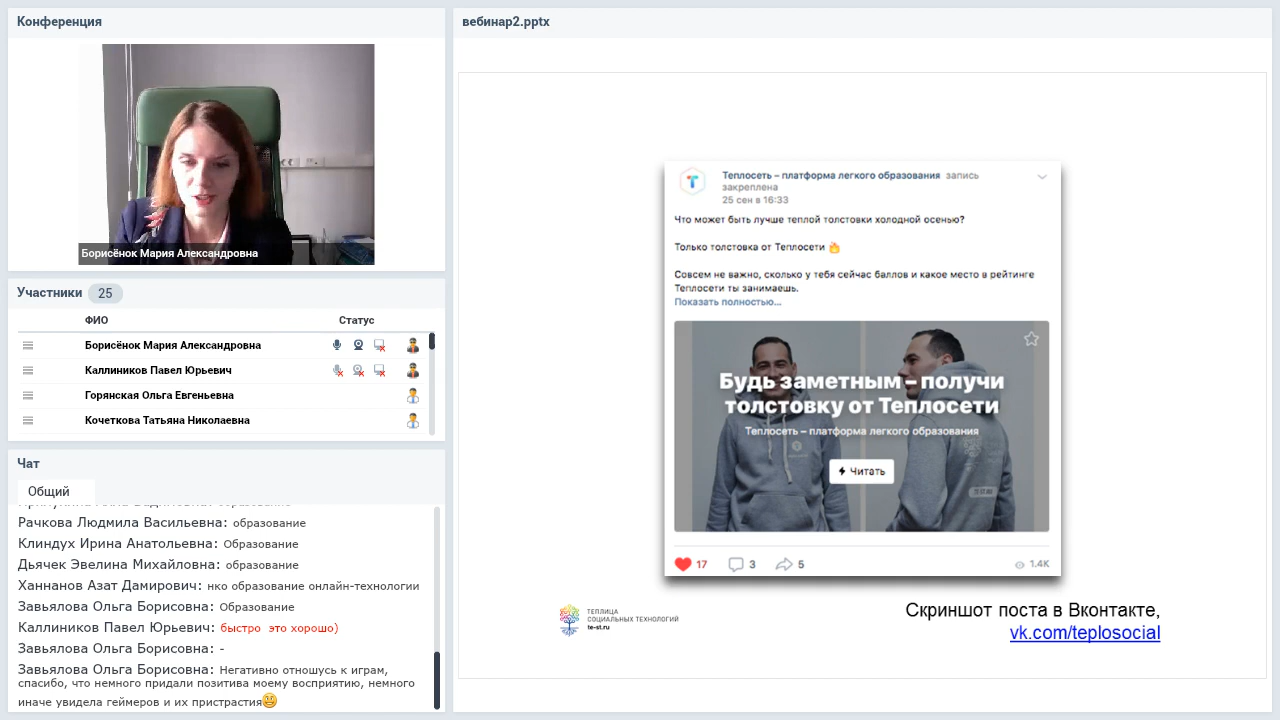 Конференция
Борисёнок Мария Александровна
Участники 25
ФИО Статус
Борисёнок Мария Александровна
Каллиников Павел Юрьевич
Горянская Ольга Евгеньевна
Кочеткова Татьяна Николаевна
Чат
Общий
Рачкова Людмила Васильевна: образование
Клиндух Ирина Анатольевна: Образование
Дьячек Эвелина Михайловна: образование
Ханнанов Азат Дамирович: нко образование онлайн-технологии
Завьялова Ольга Борисовна: Образование
Каллиников Павел Юрьевич: быстро это хорошо)
Завьялова Ольга Борисовна: -
Завьялова Ольга Борисовна: Негативно отношусь к играм,
спасибо, что немного придали позитива моему восприятию, немного
иначе увидела геймеров и их пристрастия
вебинар2.pptx
Теплосеть – платформа легкого образования запись
закреплена
25 сен в 16:33
Что может быть лучше теплой толстовки холодной осенью?
Только толстовка от Теплосети
Совсем не важно, сколько у тебя сейчас баллов и какое место в рейтинге
Теплосети ты занимаешь.
Показать полностью...
Будь заметным – получи
толстовку от Теплосети
Теплосеть – платформа легкого образования
Читать
17 3 5 1.4K
ТЕПЛИЦА
СОЦИАЛЬНЫХ ТЕХНОЛОГИЙ
te-st.ru
Скриншот поста в Вконтакте,
vk.com/teplosocial